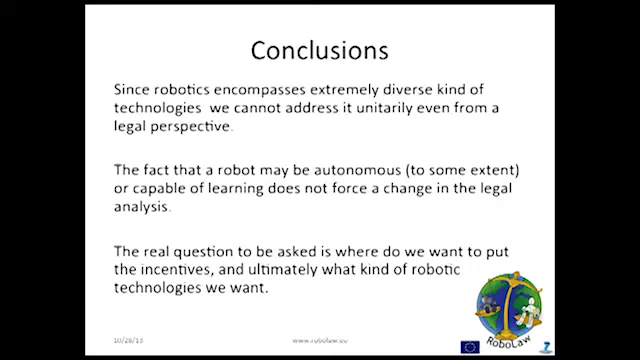 Conclusions
Since robotics encompasses extremely diverse kind of
technologies we cannot address it unitarily even from a
legal perspective.
The fact that a robot may be autonomous (to some extent)
or capable of learning does not force a change in the legal
analysis.
The real question to be asked is where do we want to put
the incentives, and ultimately what kind of robotic
technologies we want.
RoboLaw
10/28/13
www.robolaw.eu